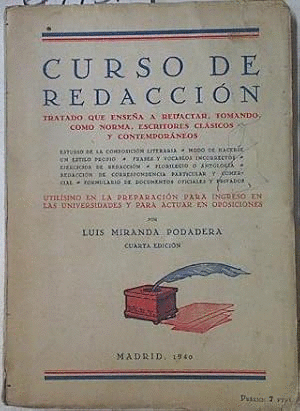 CURSO DE
REDACCIÓN
TRATADO QUE ENSEÑA A REDACTAR, TOMANDO,
COMO NORMA, ESCRITORES CLÁSICOS
Y CONTEMPORÁNEOS
ESTUDIO DE LA COMPOSICIÓN LITERARIA - MODO DE HACERSE
UN ESTILO PROPIO - FRASES Y VOCABLOS INCORRECTOS -
EJERCICIOS DE REDACCIÓN - FLORILEGIO O ANTOLOGÍA -
REDACCIÓN DE CORRESPONDENCIA PARTICULAR Y COMER-
CIAL - FORMULARIO DE DOCUMENTOS OFICIALES Y PRIVADOS
UTILÍSIMO EN LA PREPARACIÓN PARA INGRESO EN
LAS UNIVERSIDADES Y PARA ACTUAR EN OPOSICIONES
POR
LUIS MIRANDA PODADERA
CUARTA EDICIÓN
MADRID, 1940
PRECIO: 7